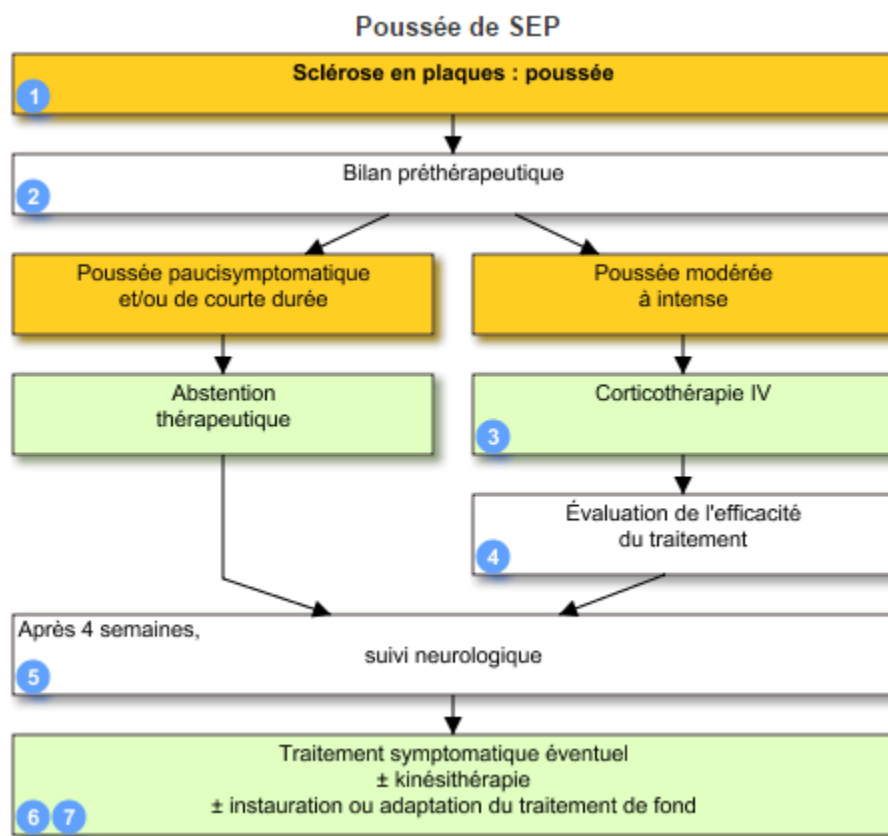 Poussée de SEP
Sclérose en plaques : poussée
1
Bilan préthérapeutique
2
Poussée paucisymptomatique
et/ou de courte durée
Poussée modérée
à intense
Abstention
thérapeutique
Corticothérapie IV
3
Évaluation de l'efficacité
du traitement
4
Après 4 semaines,
suivi neurologique
5
Traitement symptomatique éventuel
± kinésithérapie
± instauration ou adaptation du traitement de fond
6 7